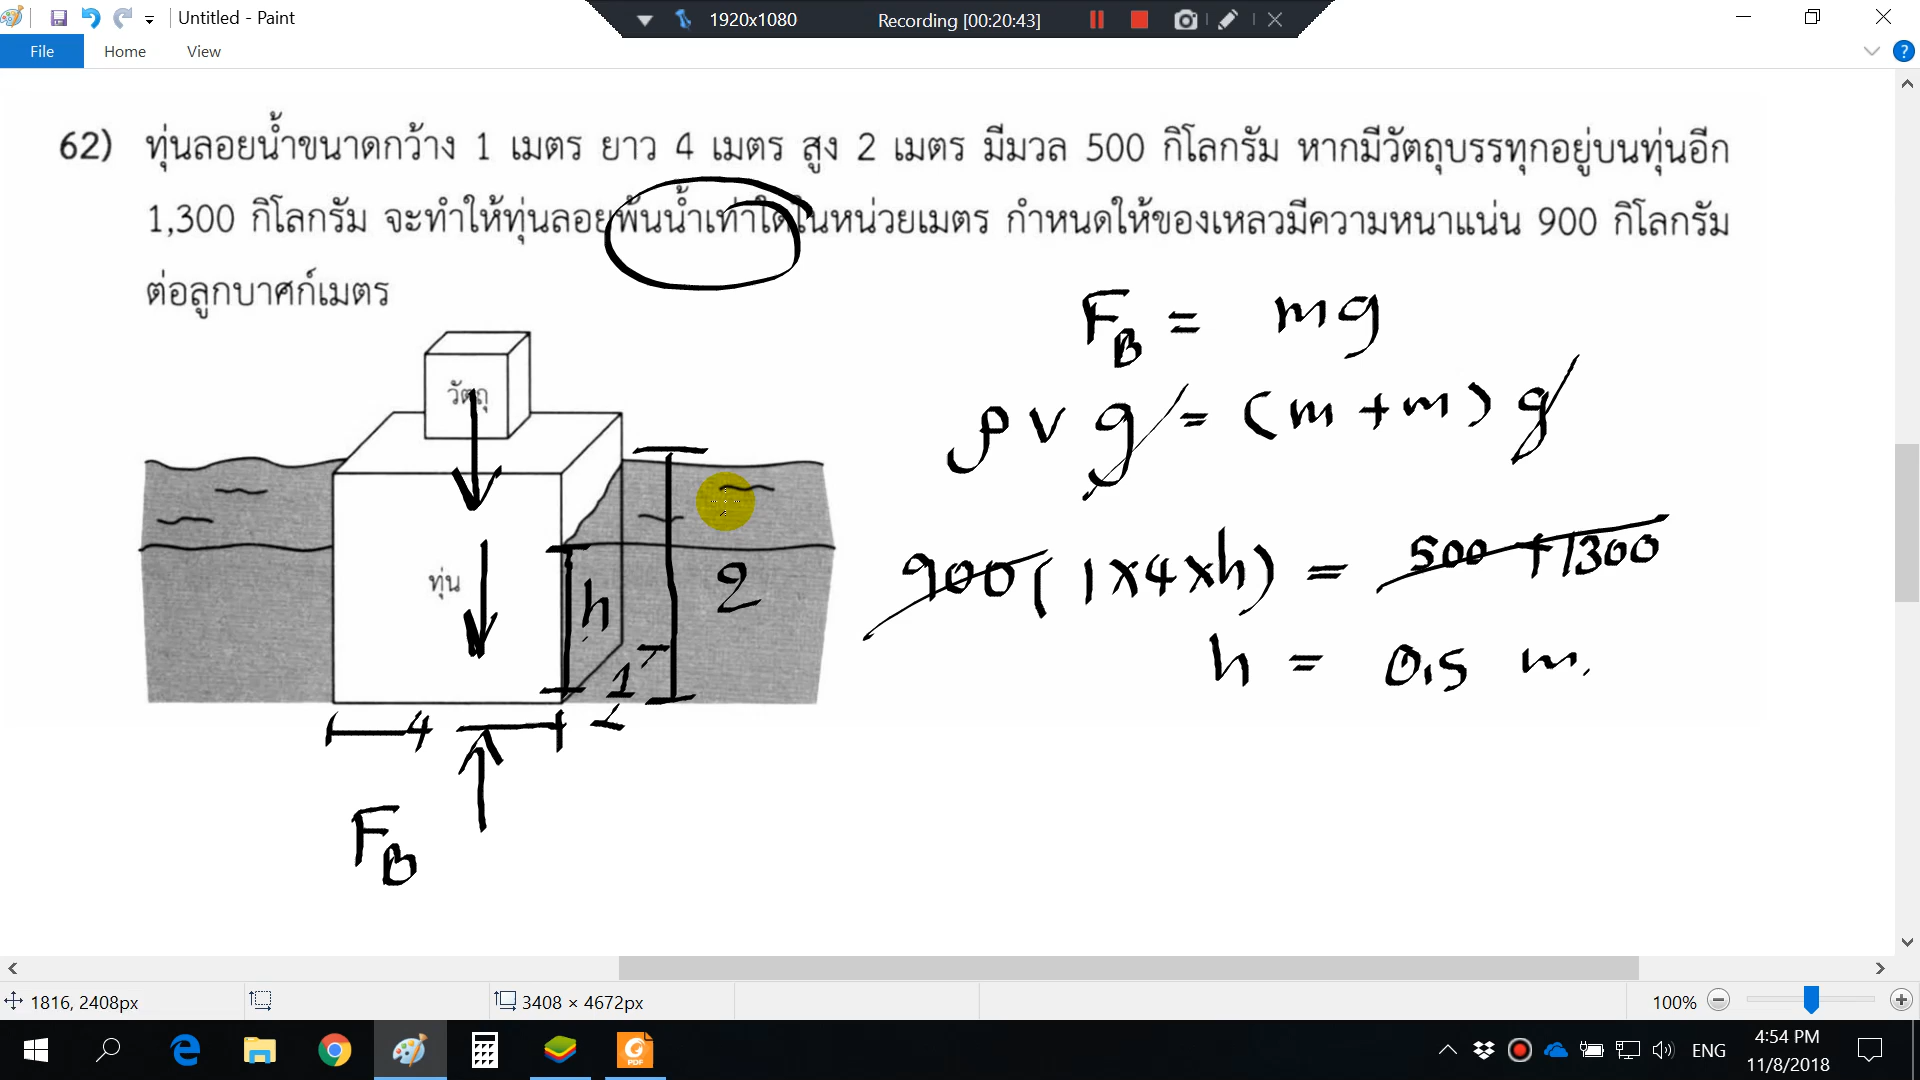 Untitled - Paint
1920x1080
Recording [00:20:43]
File
Home
View
62) ทุ่นลอยน้ำขนาดกว้าง 1 เมตร ยาว 4 เมตร สูง 2 เมตร มีมวล 500 กิโลกรัม หากมีวัตถุบรรทุกอยู่บนทุ่นอีก
1,300 กิโลกรัม จะทำให้ทุ่นลอยพ้นน้ำเท่าใดในหน่วยเมตร กำหนดให้ของเหลวมีความหนาแน่น 900 กิโลกรัม
ต่อลูกบาศก์เมตร
วัตถุ
ทุ่น
h
2
1
4
F_B
F_B = mg
ρvg = (m+m)g
900(1x4xh) = 500+1300
h = 0.5 m.
1816, 2408px
3408 × 4672px
100%
PDF
ENG
4:54 PM
11/8/2018